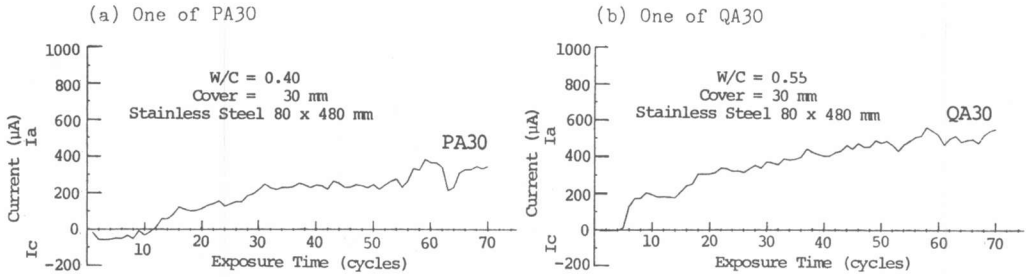 (a) One of PA30
1000
800
600
400
200
0
-200
Current (μA)
Ia
Ic
W/C = 0.40
Cover = 30 mm
Stainless Steel 80 x 480 mm
PA30
10 20 30 40 50 60 70
Exposure Time (cycles)
(b) One of QA30
1000
800
600
400
200
0
-200
Current (μA)
Ia
Ic
W/C = 0.55
Cover = 30 mm
Stainless Steel 80 x 480 mm
QA30
10 20 30 40 50 60 70
Exposure Time (cycles)